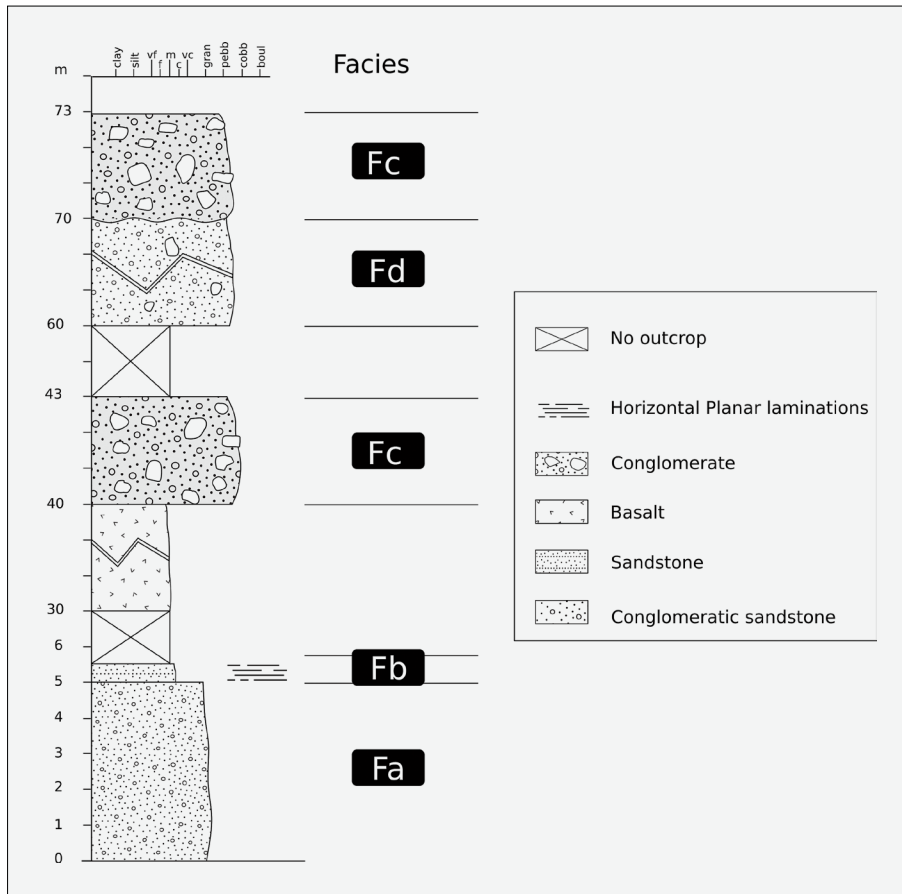 clay
silt
vf
f
m
c
vc
gran
pebb
cobb
boul
m
Facies
73
Fc
70
Fd
60
43
Fc
40
30
6
Fb
5
4
3
Fa
2
1
0
No outcrop
Horizontal Planar laminations
Conglomerate
Basalt
Sandstone
Conglomeratic sandstone